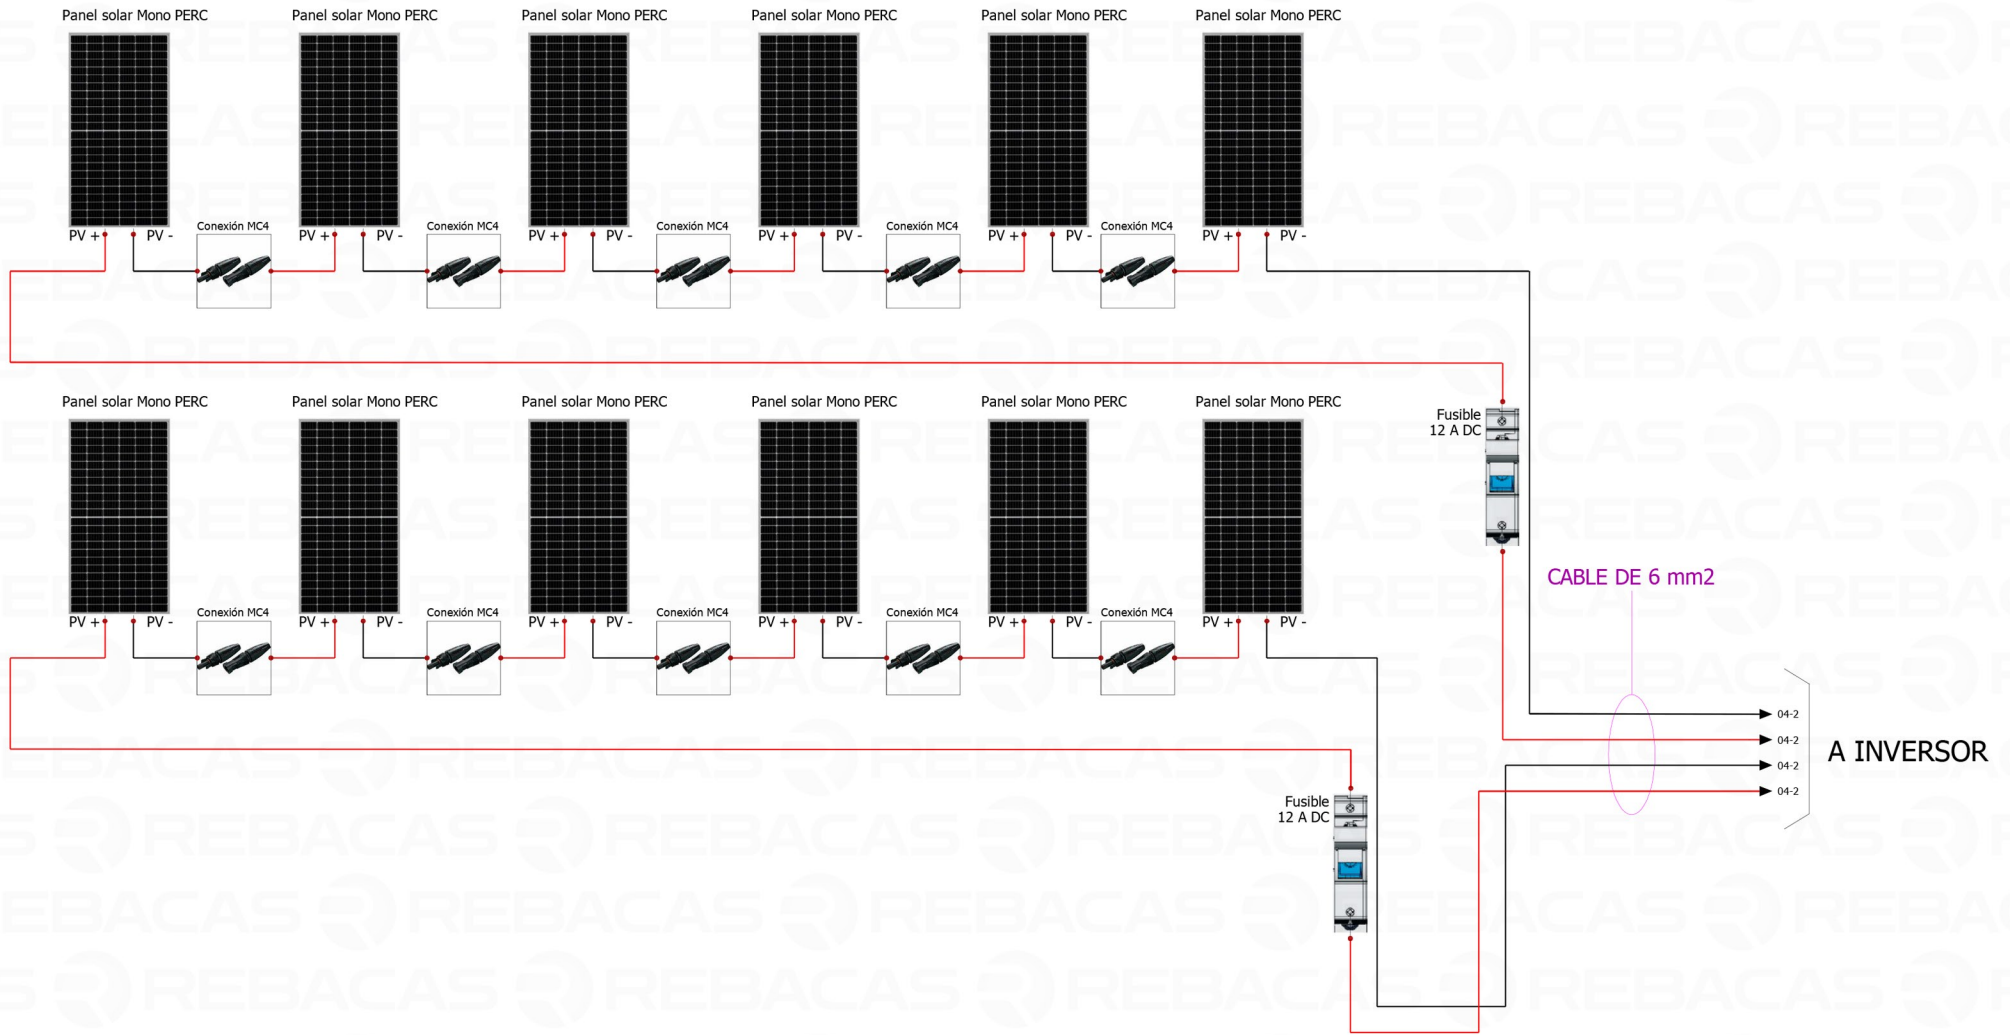 Panel solar Mono PERC
Panel solar Mono PERC
Panel solar Mono PERC
Panel solar Mono PERC
Panel solar Mono PERC
Panel solar Mono PERC
PV +
PV -
Conexión MC4
PV +
PV -
Conexión MC4
PV +
PV -
Conexión MC4
PV +
PV -
Conexión MC4
PV +
PV -
Conexión MC4
PV +
PV -
Panel solar Mono PERC
Panel solar Mono PERC
Panel solar Mono PERC
Panel solar Mono PERC
Panel solar Mono PERC
Panel solar Mono PERC
Fusible
12 A DC
PV +
PV -
Conexión MC4
PV +
PV -
Conexión MC4
PV +
PV -
Conexión MC4
PV +
PV -
Conexión MC4
PV +
PV -
Conexión MC4
PV +
PV -
CABLE DE 6 mm2
04-2
04-2
04-2
04-2
A INVERSOR
Fusible
12 A DC
REBACAS